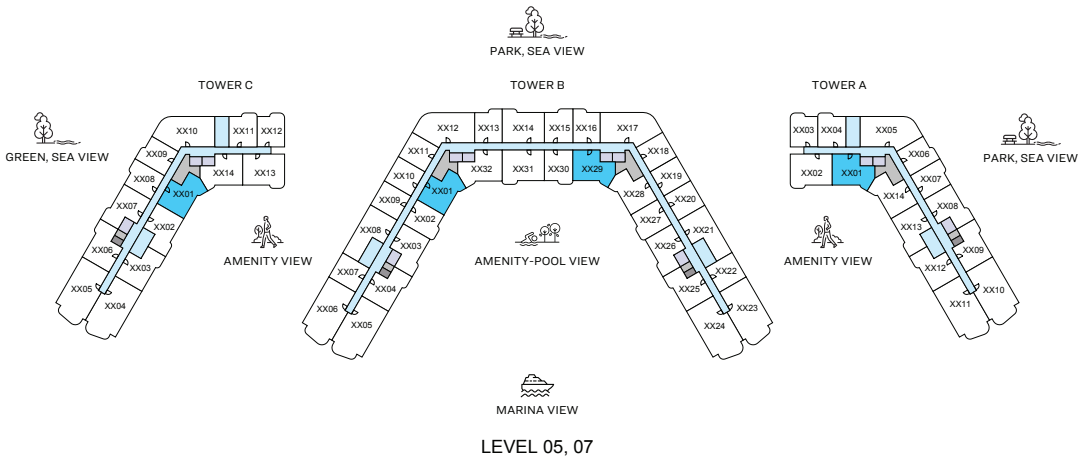 PARK, SEA VIEW
TOWER C
TOWER B
TOWER A
GREEN, SEA VIEW
PARK, SEA VIEW
XX10
XX11
XX12
XX09
XX08
XX07
XX06
XX05
XX04
XX03
XX02
XX01
XX14
XX13
XX12
XX13
XX14
XX15
XX16
XX17
XX11
XX10
XX09
XX08
XX07
XX06
XX05
XX04
XX03
XX02
XX01
XX32
XX31
XX30
XX29
XX28
XX27
XX26
XX25
XX24
XX23
XX22
XX21
XX20
XX19
XX18
XX03
XX04
XX05
XX02
XX01
XX06
XX07
XX08
XX09
XX10
XX11
XX12
XX13
XX14
AMENITY VIEW
AMENITY-POOL VIEW
AMENITY VIEW
MARINA VIEW
LEVEL 05, 07